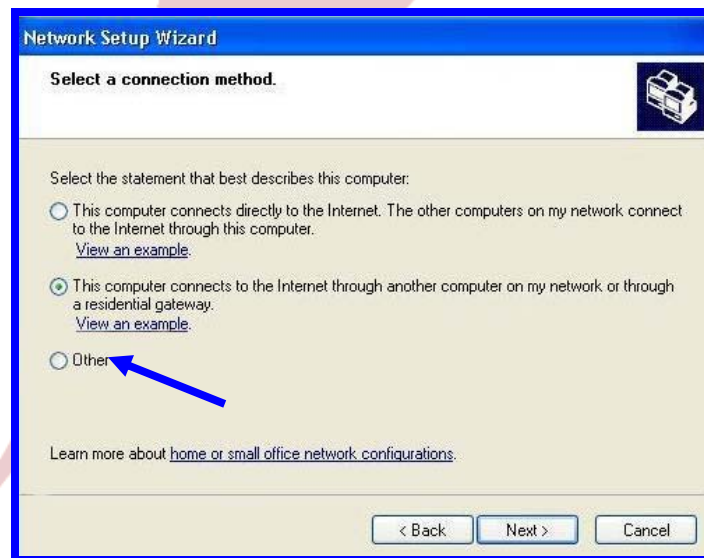 Network Setup Wizard
Select a connection method.
Select the statement that best describes this computer:
This computer connects directly to the Internet. The other computers on my network connect
to the Internet through this computer.
View an example.
This computer connects to the Internet through another computer on my network or through
a residential gateway.
View an example.
Other
Learn more about home or small office network configurations.
< Back Next > Cancel